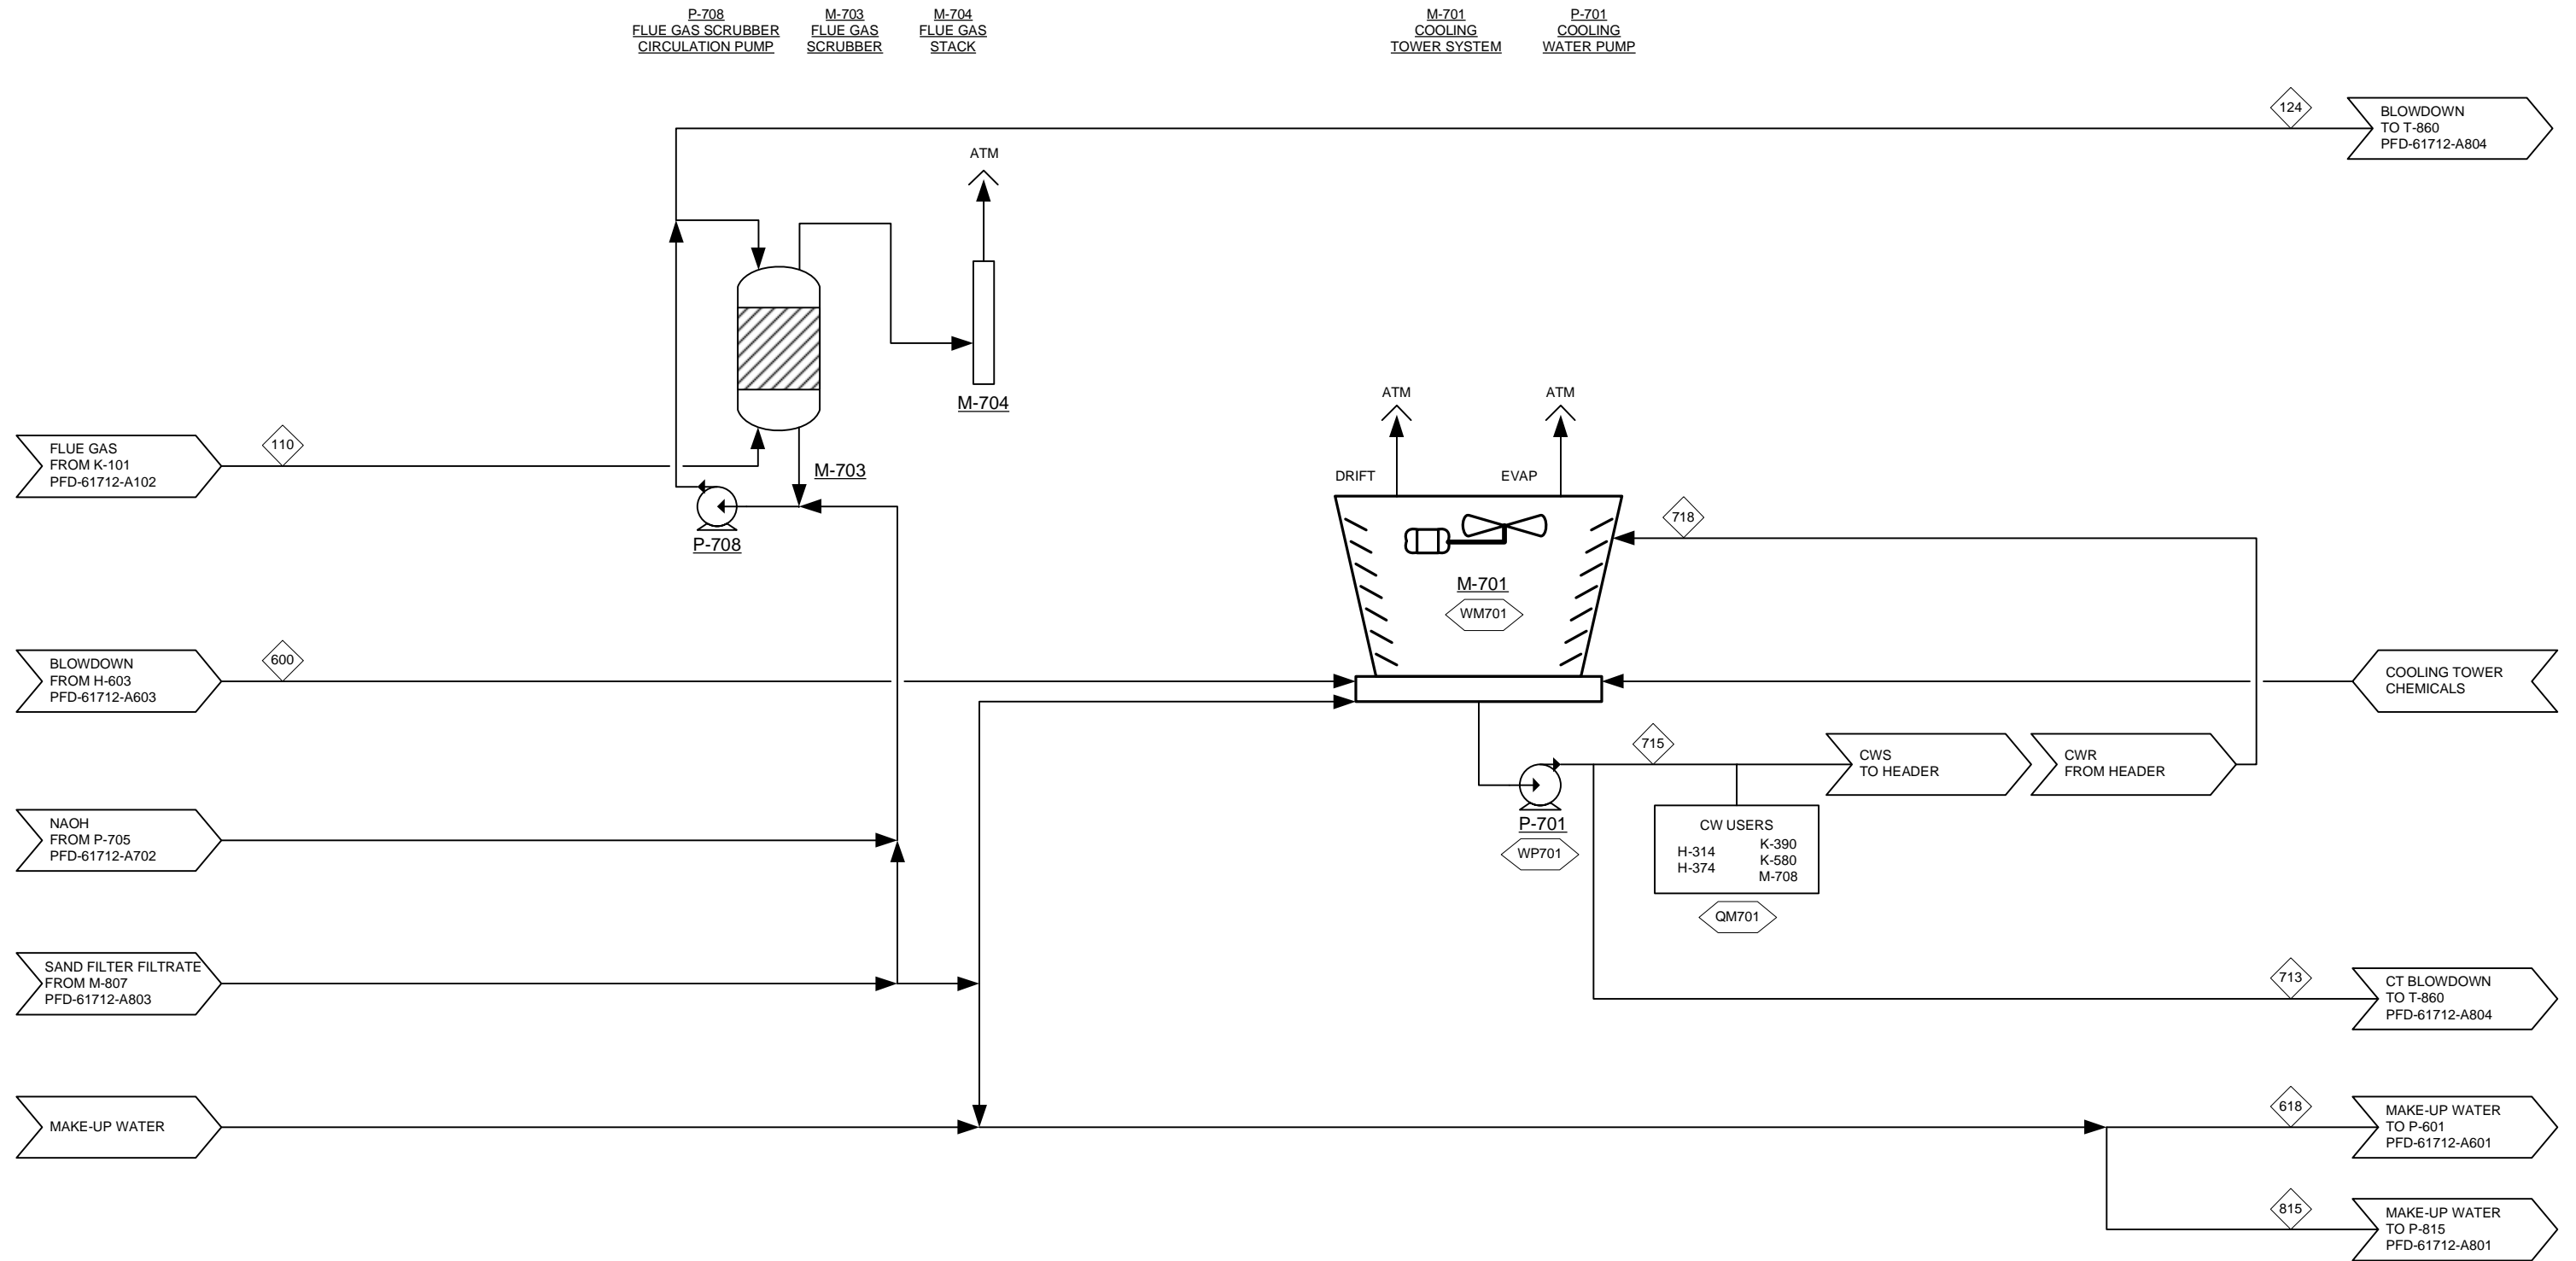 P-708
FLUE GAS SCRUBBER
CIRCULATION PUMP
M-703
FLUE GAS
SCRUBBER
M-704
FLUE GAS
STACK
M-701
COOLING
TOWER SYSTEM
P-701
COOLING
WATER PUMP
124
BLOWDOWN
TO T-860
PFD-61712-A804
ATM
M-704
110
FLUE GAS
FROM K-101
PFD-61712-A102
M-703
P-708
ATM
ATM
DRIFT
EVAP
718
M-701
WM701
600
BLOWDOWN
FROM H-603
PFD-61712-A603
COOLING TOWER
CHEMICALS
715
CWS
TO HEADER
CWR
FROM HEADER
P-701
WP701
CW USERS
H-314
H-374
K-390
K-580
M-708
QM701
NAOH
FROM P-705
PFD-61712-A702
SAND FILTER FILTRATE
FROM M-807
PFD-61712-A803
713
CT BLOWDOWN
TO T-860
PFD-61712-A804
MAKE-UP WATER
618
MAKE-UP WATER
TO P-601
PFD-61712-A601
815
MAKE-UP WATER
TO P-815
PFD-61712-A801